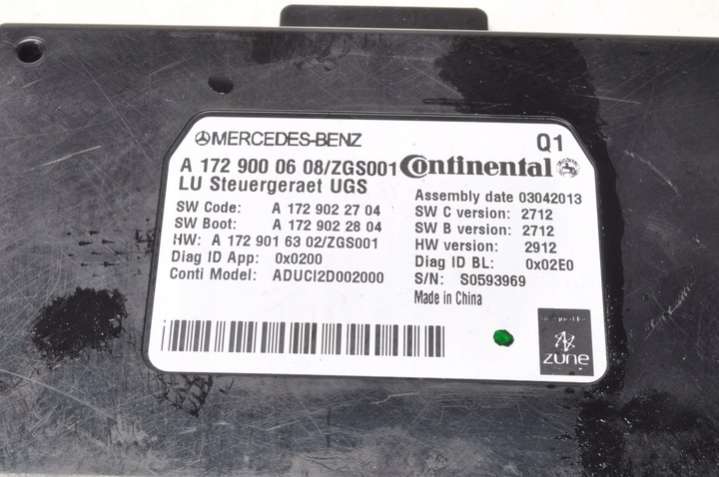 MERCEDES-BENZ
Q1
A 172 900 06 08/ZGS001
Continental
LU Steuergeraet UGS
Assembly date 03042013
SW Code: A 172 902 27 04
SW C version: 2712
SW Boot: A 172 902 28 04
SW B version: 2712
HW: A 172 901 63 02/ZGS001
HW version: 2912
Diag ID App: 0x0200
Diag ID BL: 0x02E0
Conti Model: ADUCI2D002000
S/N: S0593969
Made in China
zune